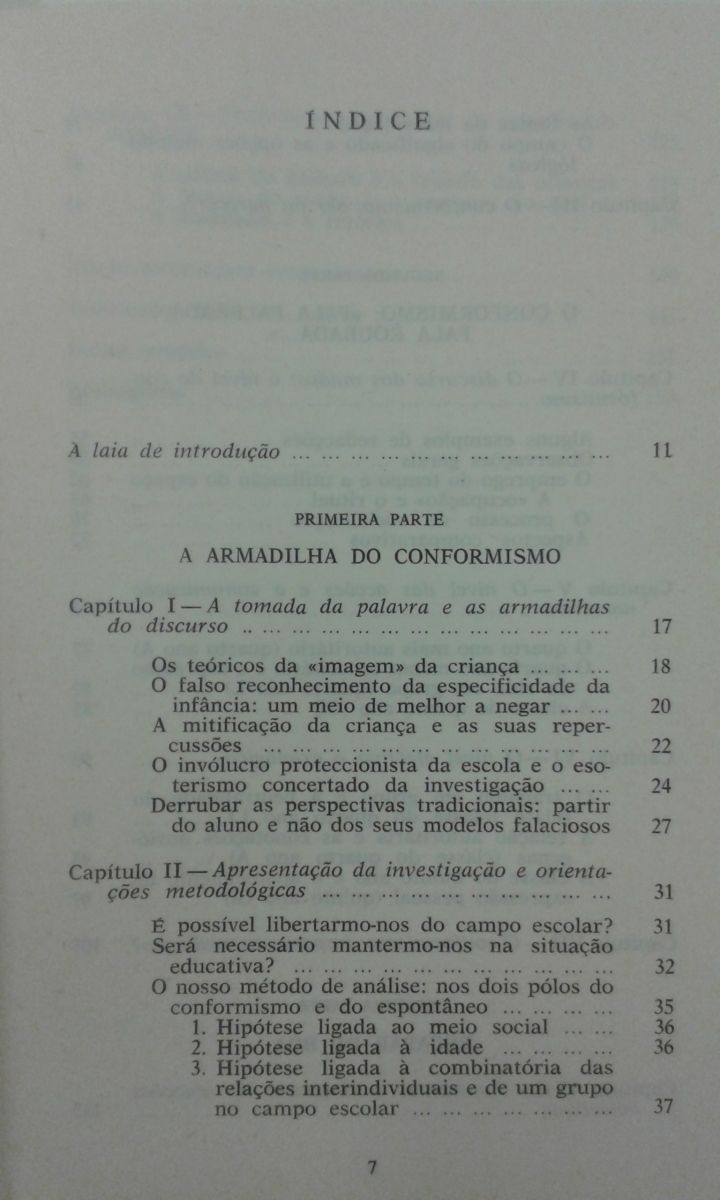 ÍNDICE
À laia de introdução ... ... ... ... ... ... ... ... ... ... ... 11
PRIMEIRA PARTE
A ARMADILHA DO CONFORMISMO
Capítulo I — A tomada da palavra e as armadilhas
do discurso .. ... ... ... ... ... ... ... ... ... ... ... ... 17
Os teóricos da «imagem» da criança ... ... ... 18
O falso reconhecimento da especificidade da
infância: um meio de melhor a negar ... ... 20
A mitificação da criança e as suas reper-
cussões ... ... ... ... ... ... ... ... ... ... ... ... 22
O invólucro proteccionista da escola e o eso-
terismo concertado da investigação ... ... 24
Derrubar as perspectivas tradicionais: partir
do aluno e não dos seus modelos falaciosos 27
Capítulo II — Apresentação da investigação e orienta-
ções metodológicas ... ... ... ... ... ... ... ... ... ... 31
É possível libertarmo-nos do campo escolar? 31
Será necessário mantermo-nos na situação
educativa? ... ... ... ... ... ... ... ... ... ... ... 32
O nosso método de análise: nos dois pólos do
conformismo e do espontâneo ... ... ... ... 35
1. Hipótese ligada ao meio social ... ... 36
2. Hipótese ligada à idade ... ... ... ... 36
3. Hipótese ligada à combinatória das
relações interindividuais e de um grupo
no campo escolar ... ... ... ... ... ... ... 37
7